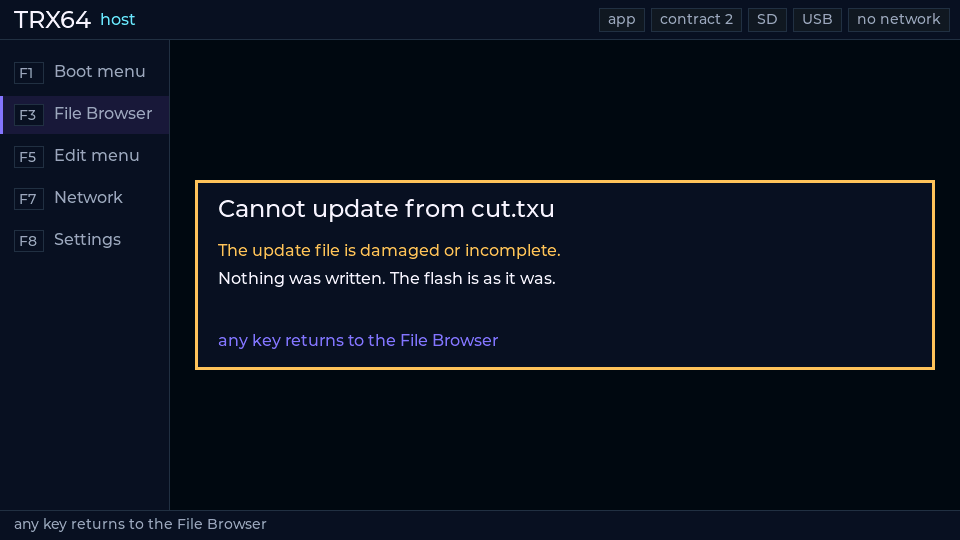 TRX64 host
app contract 2 SD USB no network
F1 Boot menu
F3 File Browser
F5 Edit menu
F7 Network
F8 Settings
Cannot update from cut.txu
The update file is damaged or incomplete.
Nothing was written. The flash is as it was.
any key returns to the File Browser
any key returns to the File Browser